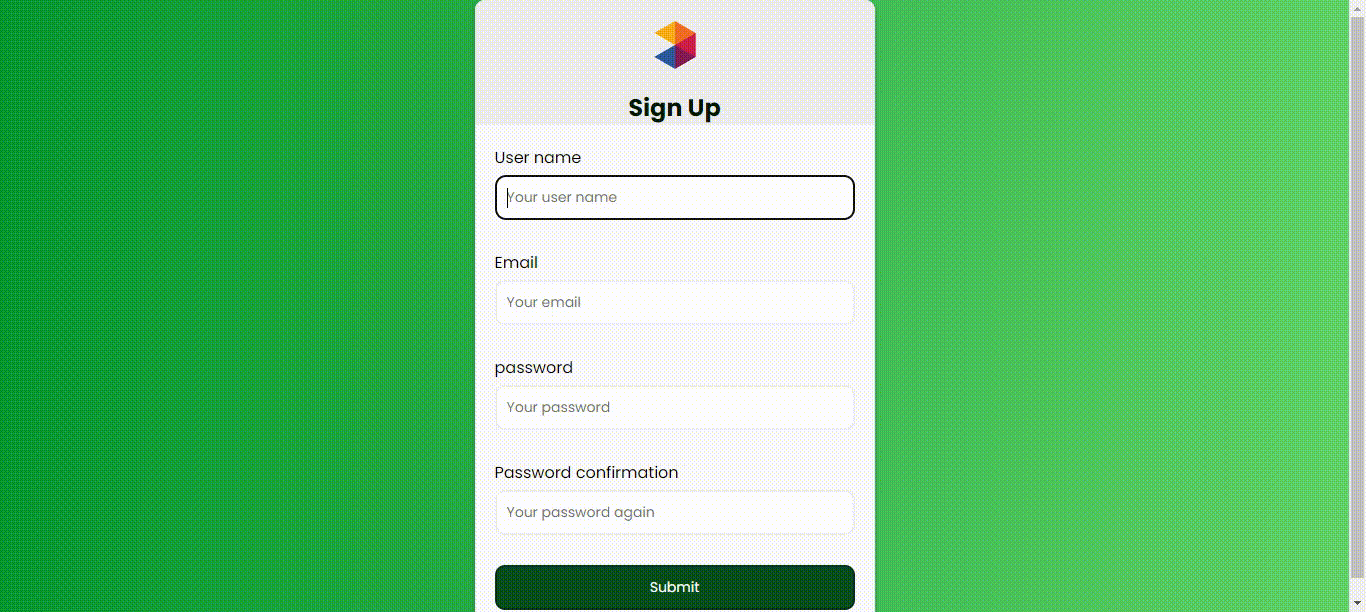 Sign Up
User name
Your user name
Email
Your email
password
Your password
Password confirmation
Your password again
Submit